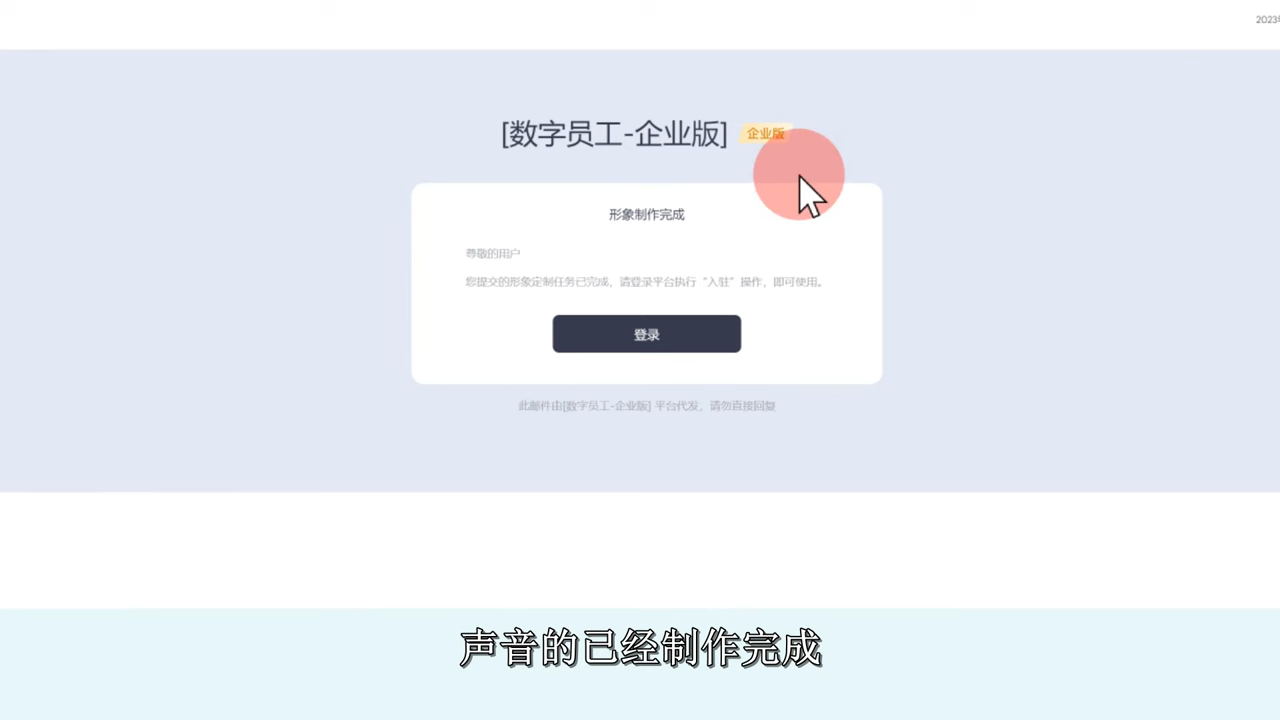 2023
[数字员工-企业版] 企业版
形象制作完成
尊敬的用户
您提交的形象定制任务已完成，请登录平台执行“入驻”操作，即可使用。
登录
此邮件由[数字员工-企业版] 平台代发，请勿直接回复
声音的已经制作完成